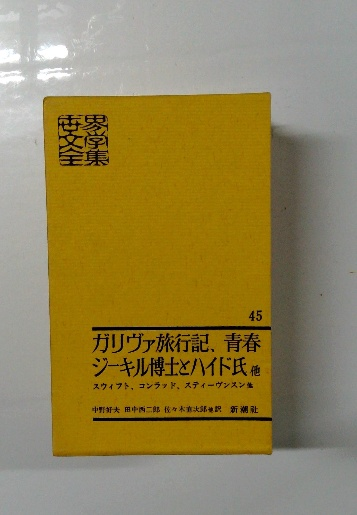 世界文学全集
45
ガリヴァ旅行記、青春
ジーキル博士とハイド氏 他
スウィフト、コンラッド、スティーヴンスン他
中野好夫 田中西二郎 佐々木直次郎他訳 新潮社